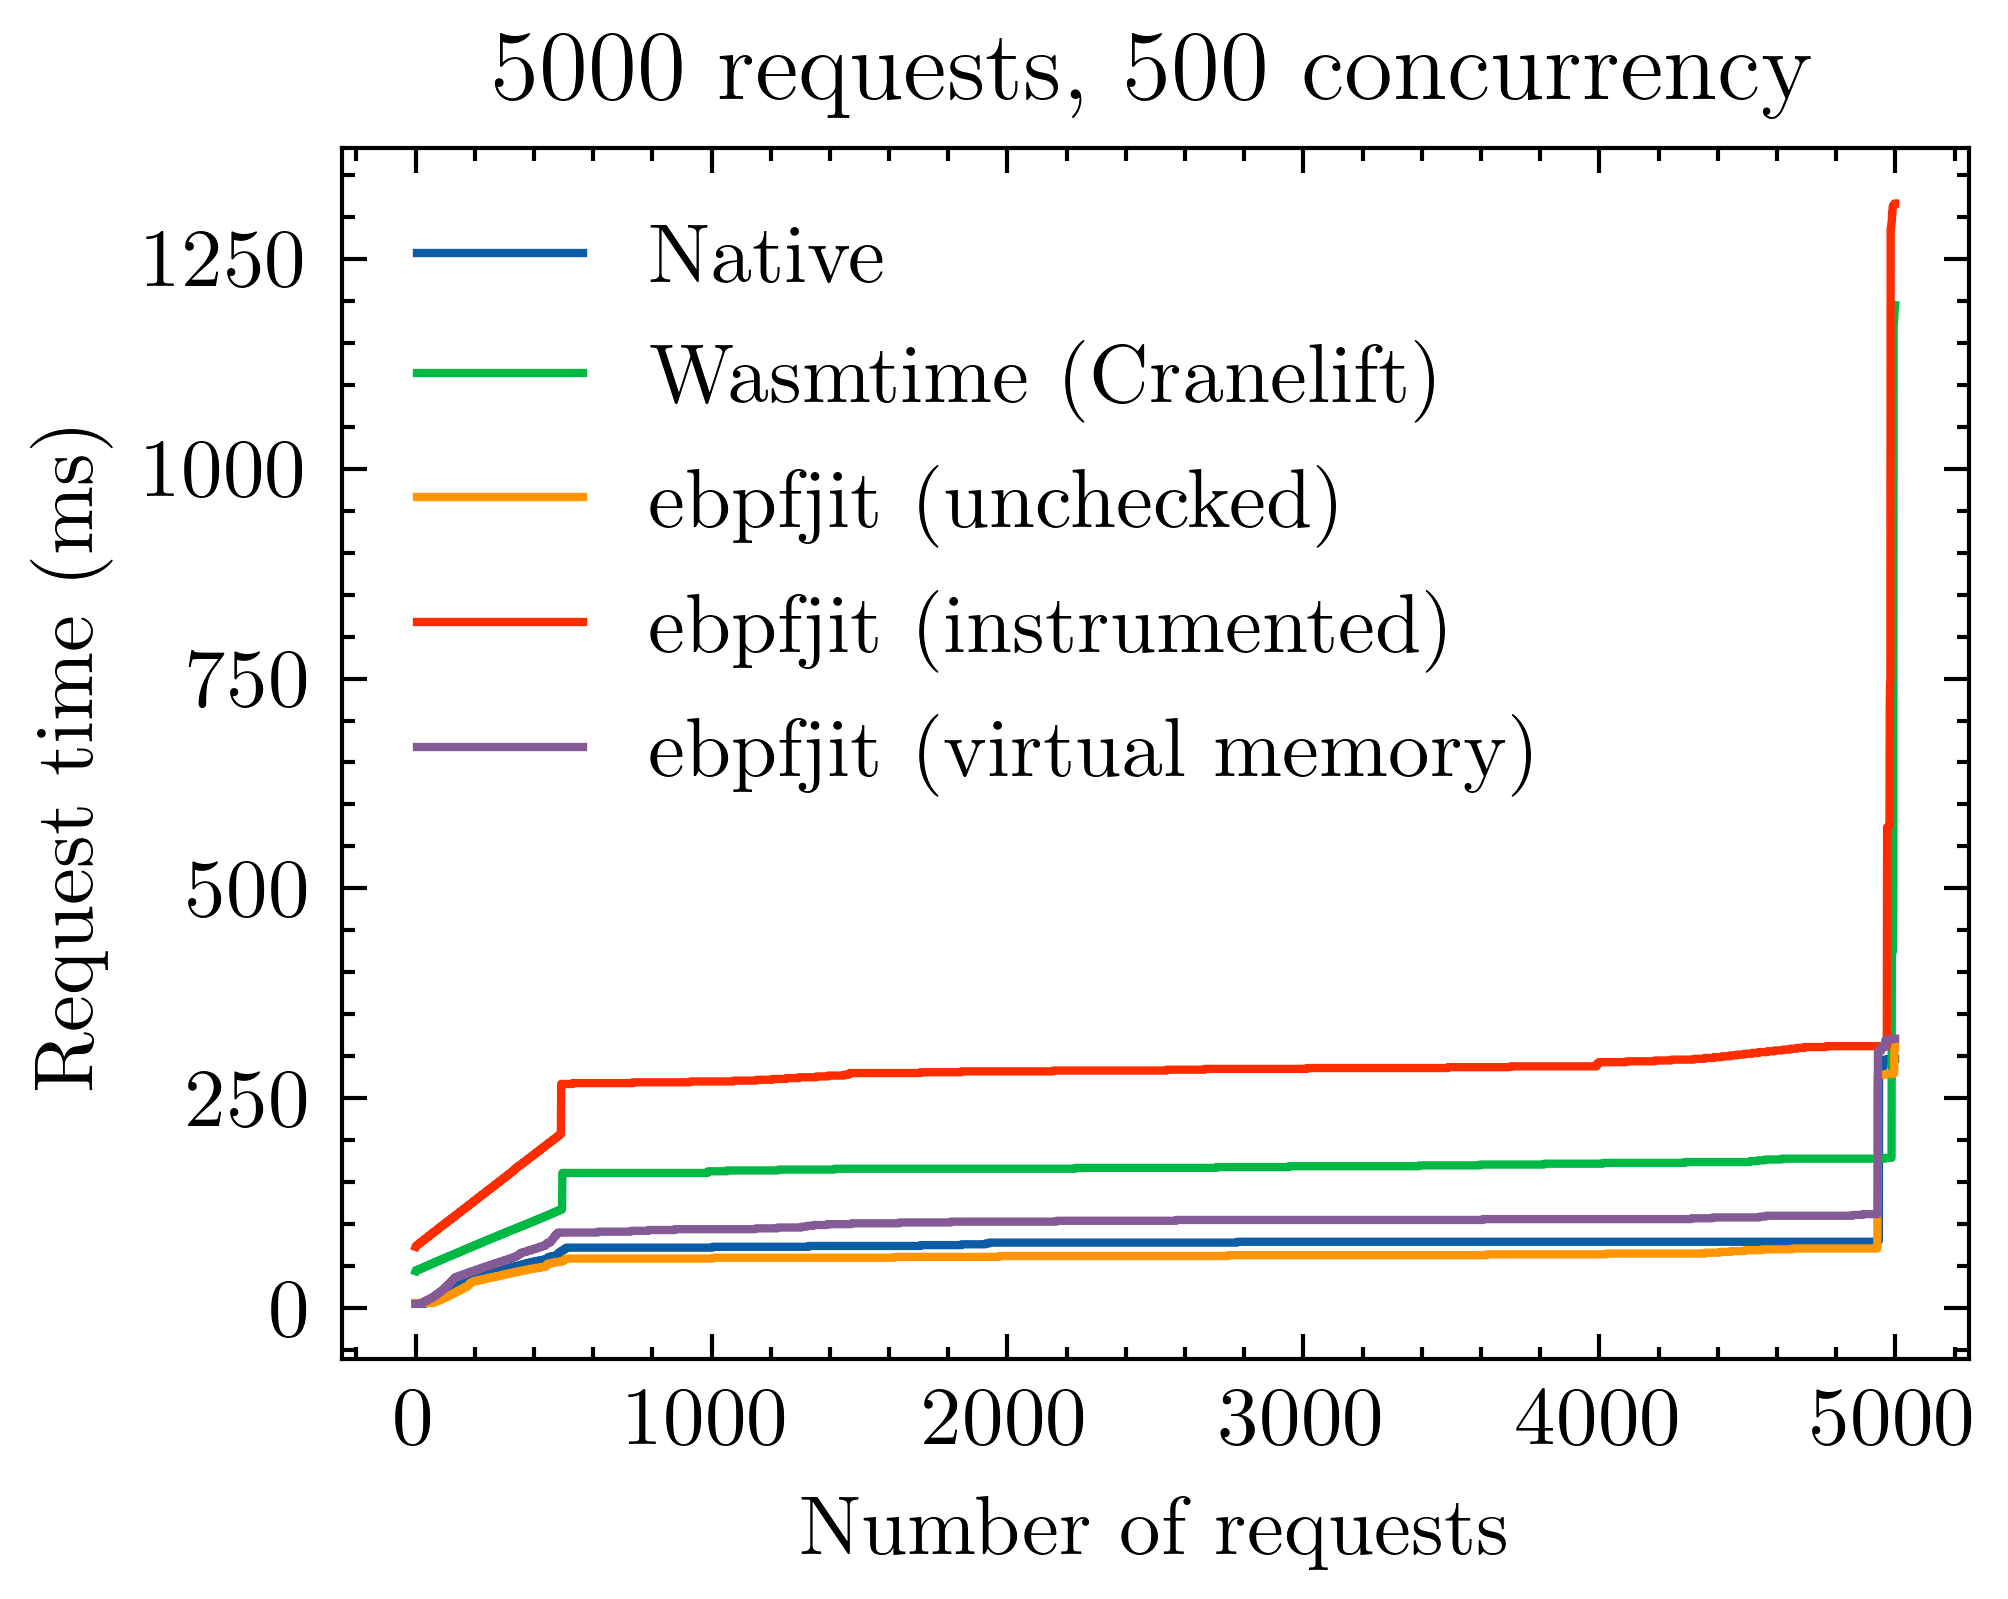 5000 requests, 500 concurrency
Native
Wasmtime (Cranelift)
ebpfjit (unchecked)
ebpfjit (instrumented)
ebpfjit (virtual memory)
Request time (ms)
1250
1000
750
500
250
0
0 1000 2000 3000 4000 5000
Number of requests